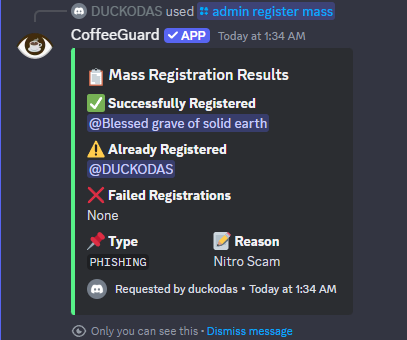 DUCKODAS used admin register mass
CoffeeGuard ✓ APP Today at 1:34 AM
📋 Mass Registration Results
✅ Successfully Registered
@Blessed grave of solid earth
⚠️ Already Registered
@DUCKODAS
❌ Failed Registrations
None
📌 Type 📝 Reason
PHISHING Nitro Scam
Requested by duckodas • Today at 1:34 AM
Only you can see this • Dismiss message